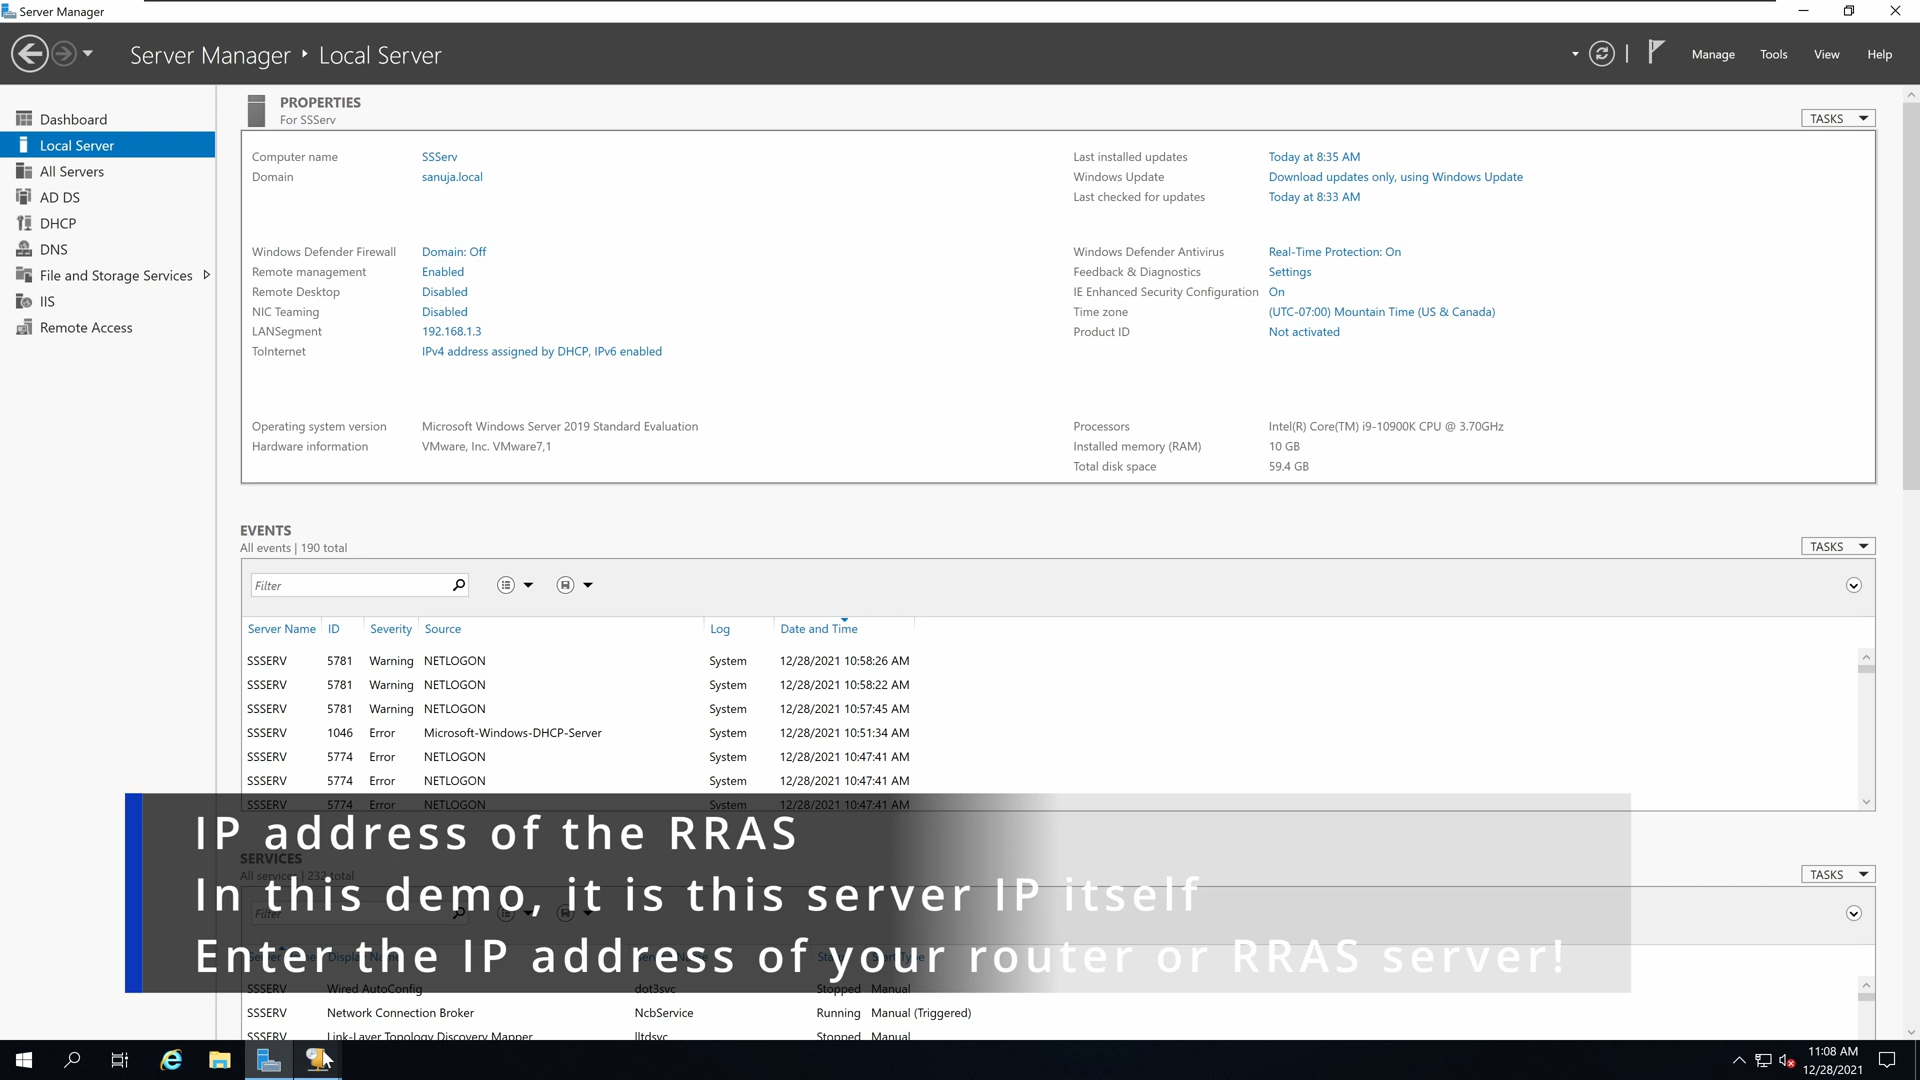 Server Manager
Server Manager ‣ Local Server
Manage Tools View Help
Dashboard
Local Server
All Servers
AD DS
DHCP
DNS
File and Storage Services
IIS
Remote Access
PROPERTIES
For SSServ
TASKS
Computer name SSServ
Domain sanuja.local
Last installed updates Today at 8:35 AM
Windows Update Download updates only, using Windows Update
Last checked for updates Today at 8:33 AM
Windows Defender Firewall Domain: Off
Remote management Enabled
Remote Desktop Disabled
NIC Teaming Disabled
LANSegment 192.168.1.3
ToInternet IPv4 address assigned by DHCP, IPv6 enabled
Windows Defender Antivirus Real-Time Protection: On
Feedback & Diagnostics Settings
IE Enhanced Security Configuration On
Time zone (UTC-07:00) Mountain Time (US & Canada)
Product ID Not activated
Operating system version Microsoft Windows Server 2019 Standard Evaluation
Hardware information VMware, Inc. VMware7,1
Processors Intel(R) Core(TM) i9-10900K CPU @ 3.70GHz
Installed memory (RAM) 10 GB
Total disk space 59.4 GB
EVENTS
All events | 190 total
TASKS
Filter
Server Name ID Severity Source Log Date and Time
SSSERV 5781 Warning NETLOGON System 12/28/2021 10:58:26 AM
SSSERV 5781 Warning NETLOGON System 12/28/2021 10:58:22 AM
SSSERV 5781 Warning NETLOGON System 12/28/2021 10:57:45 AM
SSSERV 1046 Error Microsoft-Windows-DHCP-Server System 12/28/2021 10:51:34 AM
SSSERV 5774 Error NETLOGON System 12/28/2021 10:47:41 AM
SSSERV 5774 Error NETLOGON System 12/28/2021 10:47:41 AM
SSSERV 5774 Error NETLOGON System 12/28/2021 10:47:41 AM
IP address of the RRAS
SERVICES
All services | 232 total
TASKS
In this demo, it is this server IP itself
Filter
Enter the IP address of your router or RRAS server!
SSSERV Wired AutoConfig dot3svc Stopped Manual
SSSERV Network Connection Broker NcbService Running Manual (Triggered)
SSSERV Link-Layer Topology Discovery Mapper lltdsvc Stopped Manual
11:08 AM
12/28/2021